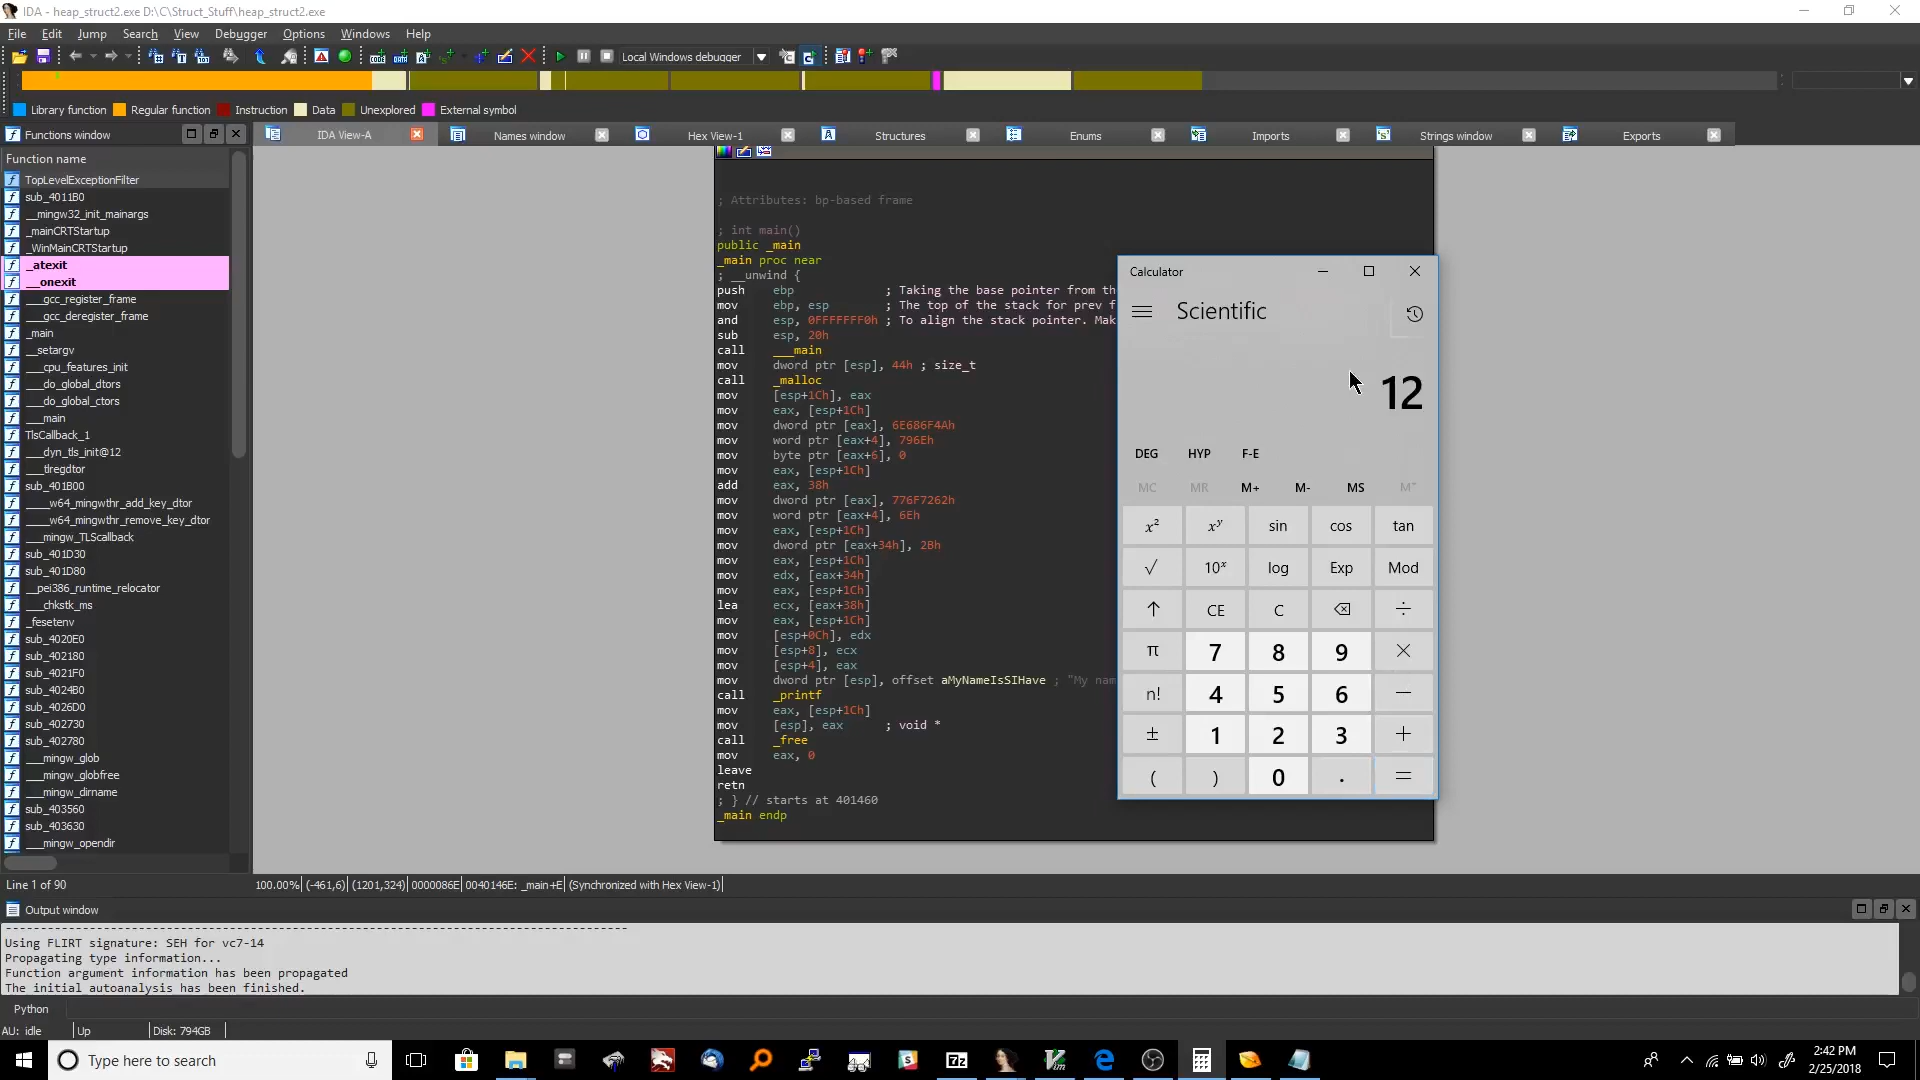 IDA - heap_struct2.exe D:\C\Struct_Stuff\heap_struct2.exe
File Edit Jump Search View Debugger Options Windows Help
Local Windows debugger
Library function Regular function Instruction Data Unexplored External symbol
Functions window
IDA View-A Names window Hex View-1 Structures Enums Imports Strings window Exports
Function name
TopLevelExceptionFilter
sub_4011B0
__mingw32_init_mainargs
_mainCRTStartup
_WinMainCRTStartup
_atexit
__onexit
___gcc_register_frame
___gcc_deregister_frame
_main
__setargv
___cpu_features_init
___do_global_dtors
___do_global_ctors
___main
TlsCallback_1
___dyn_tls_init@12
___tlregdtor
sub_401B00
____w64_mingwthr_add_key_dtor
____w64_mingwthr_remove_key_dtor
___mingw_TLScallback
sub_401D30
sub_401D80
__pei386_runtime_relocator
___chkstk_ms
_fesetenv
sub_4020E0
sub_402180
sub_4021F0
sub_4024B0
sub_4026D0
sub_402730
sub_402780
___mingw_glob
___mingw_globfree
___mingw_dirname
sub_403560
sub_403630
___mingw_opendir
Line 1 of 90
; Attributes: bp-based frame
; int main()
public _main
_main proc near
; __unwind {
push ebp ; Taking the base pointer from th
mov ebp, esp ; The top of the stack for prev f
and esp, 0FFFFFFF0h ; To align the stack pointer. Mak
sub esp, 20h
call ___main
mov dword ptr [esp], 44h ; size_t
call _malloc
mov [esp+1Ch], eax
mov eax, [esp+1Ch]
mov dword ptr [eax], 6E686F4Ah
mov word ptr [eax+4], 796Eh
mov byte ptr [eax+6], 0
mov eax, [esp+1Ch]
add eax, 38h
mov dword ptr [eax], 776F7262h
mov word ptr [eax+4], 6Eh
mov eax, [esp+1Ch]
mov dword ptr [eax+34h], 2Bh
mov eax, [esp+1Ch]
mov edx, [eax+34h]
mov eax, [esp+1Ch]
lea ecx, [eax+38h]
mov eax, [esp+1Ch]
mov [esp+0Ch], edx
mov [esp+8], ecx
mov [esp+4], eax
mov dword ptr [esp], offset aMyNameIsSIHave ; "My nam
call _printf
mov eax, [esp+1Ch]
mov [esp], eax ; void *
call _free
mov eax, 0
leave
retn
; } // starts at 401460
_main endp
Calculator
Scientific
12
DEG HYP F-E
MC MR M+ M- MS M˅
x² xʸ sin cos tan
√ 10ˣ log Exp Mod
↑ CE C ⌫ ÷
π 7 8 9 ×
n! 4 5 6 −
± 1 2 3 +
( ) 0 . =
100.00% (-461,6) (1201,324) 0000086E 0040146E: _main+E (Synchronized with Hex View-1)
Output window
Using FLIRT signature: SEH for vc7-14
Propagating type information...
Function argument information has been propagated
The initial autoanalysis has been finished.
Python
AU: idle Up Disk: 794GB
Type here to search
7z
2:42 PM
2/25/2018